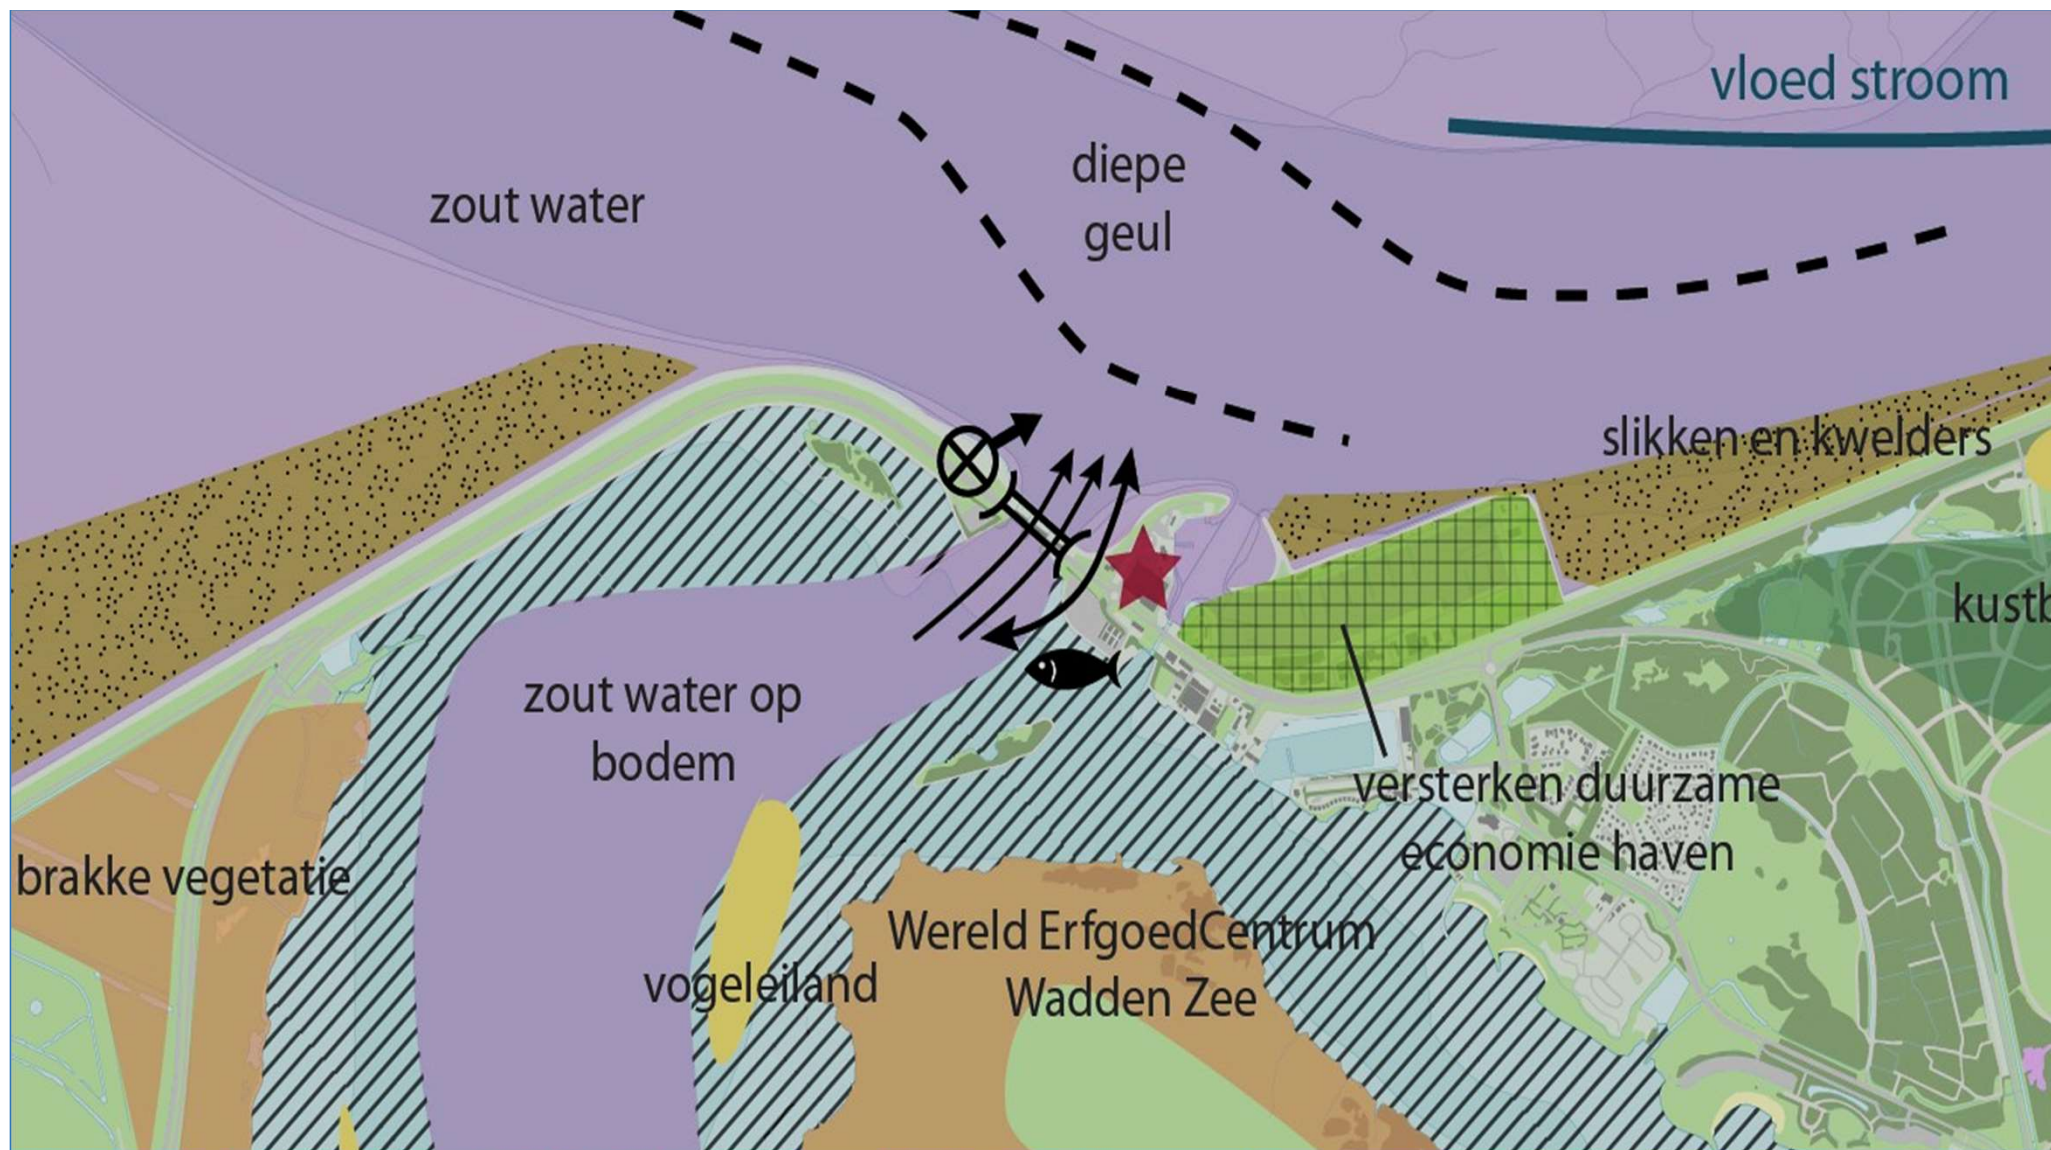 vloed stroom
diepe
geul
zout water
slikken en kwelders
kustb
zout water op
bodem
versterken duurzame
economie haven
brakke vegetatie
Wereld ErfgoedCentrum
Wadden Zee
vogeleiland